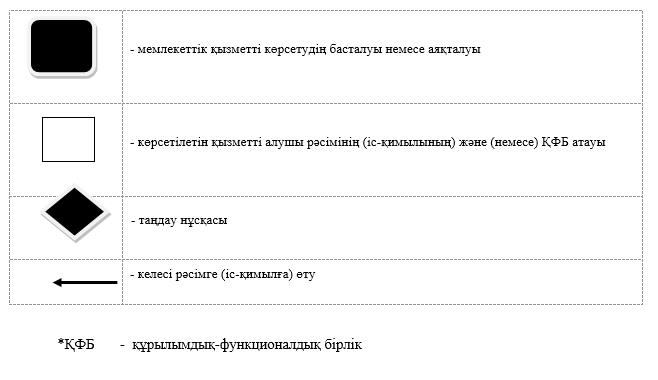 - мемлекеттік қызметті көрсетудің басталуы немесе аяқталуы
- көрсетілетін қызметті алушы рәсімінің (іс-қимылының) және (немесе) ҚФБ атауы
- таңдау нұсқасы
- келесі рәсімге (іс-қимылға) өту
*ҚФБ - құрылымдық-функционалдық бірлік